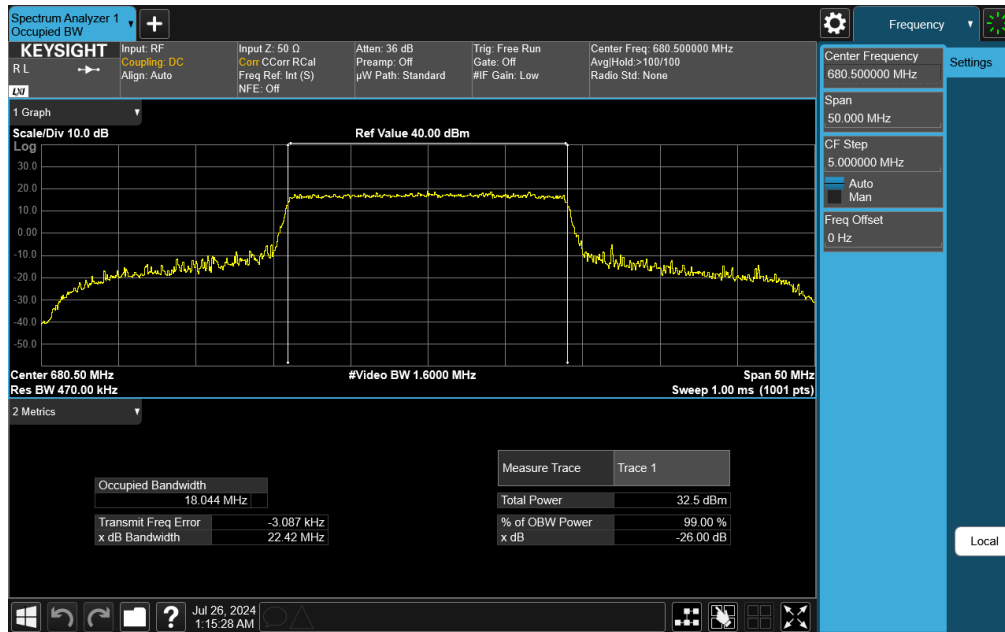 Spectrum Analyzer 1
Occupied BW
Frequency
KEYSIGHT
R L
LXI
Input: RF
Coupling: DC
Align: Auto
Input Z: 50 Ω
Corr CCorr RCal
Freq Ref: Int (S)
NFE: Off
Atten: 36 dB
Preamp: Off
µW Path: Standard
Trig: Free Run
Gate: Off
#IF Gain: Low
Center Freq: 680.500000 MHz
Avg|Hold:>100/100
Radio Std: None
Center Frequency
680.500000 MHz
Settings
Span
50.000 MHz
CF Step
5.000000 MHz
Auto
Man
Freq Offset
0 Hz
Local
1 Graph
Scale/Div 10.0 dB
Ref Value 40.00 dBm
Log
30.0
20.0
10.0
0.00
-10.0
-20.0
-30.0
-40.0
-50.0
Center 680.50 MHz
#Video BW 1.6000 MHz
Span 50 MHz
Res BW 470.00 kHz
Sweep 1.00 ms (1001 pts)
2 Metrics
Occupied Bandwidth
18.044 MHz
Transmit Freq Error -3.087 kHz
x dB Bandwidth 22.42 MHz
Measure Trace Trace 1
Total Power 32.5 dBm
% of OBW Power 99.00 %
x dB -26.00 dB
?
Jul 26, 2024
1:15:28 AM